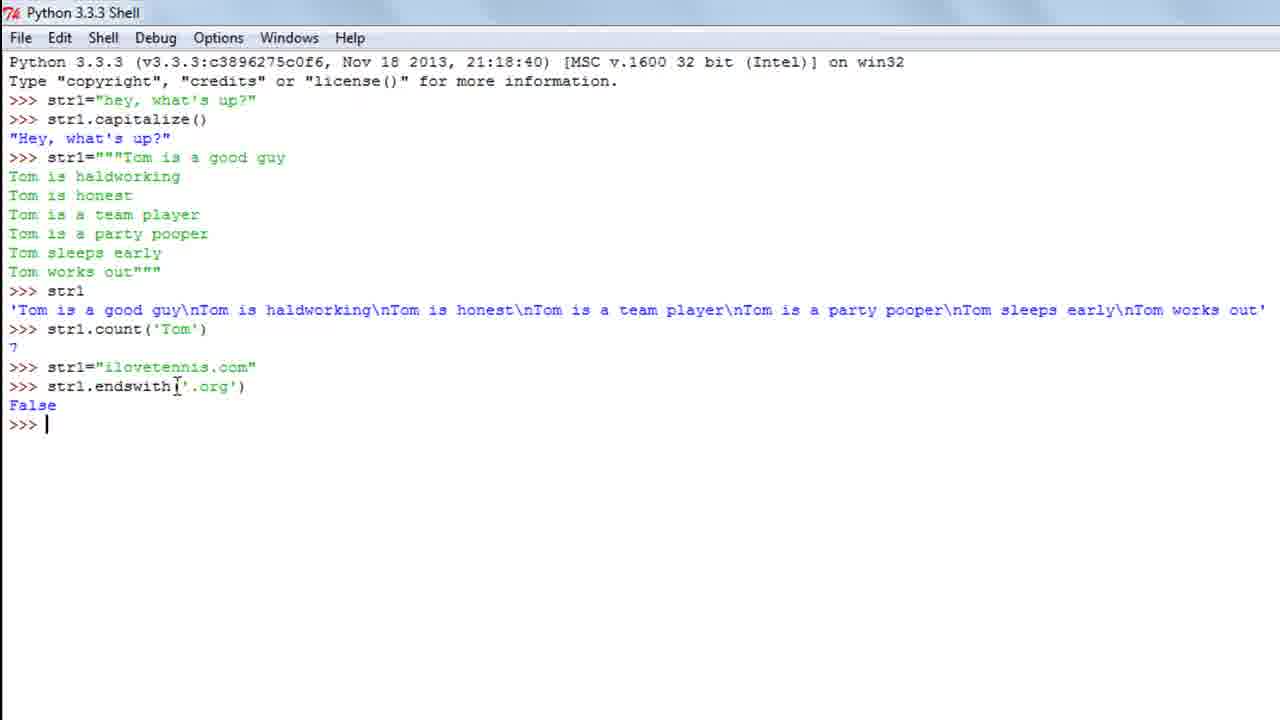 Python 3.3.3 Shell
File Edit Shell Debug Options Windows Help
Python 3.3.3 (v3.3.3:c3896275c0f6, Nov 18 2013, 21:18:40) [MSC v.1600 32 bit (Intel)] on win32
Type "copyright", "credits" or "license()" for more information.
>>> str1="hey, what's up?"
>>> str1.capitalize()
"Hey, what's up?"
>>> str1="""Tom is a good guy
Tom is haldworking
Tom is honest
Tom is a team player
Tom is a party pooper
Tom sleeps early
Tom works out"""
>>> str1
'Tom is a good guy\nTom is haldworking\nTom is honest\nTom is a team player\nTom is a party pooper\nTom sleeps early\nTom works out'
>>> str1.count('Tom')
7
>>> str1="ilovetennis.com"
>>> str1.endswith('.org')
False
>>>